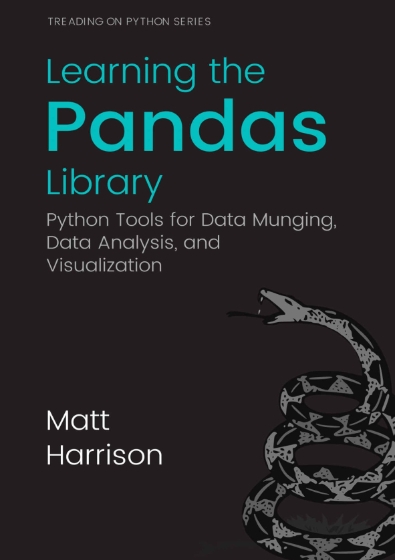 TREADING ON PYTHON SERIES
Learning the
Pandas
Library
Python Tools for Data Munging,
Data Analysis, and
Visualization
Matt
Harrison